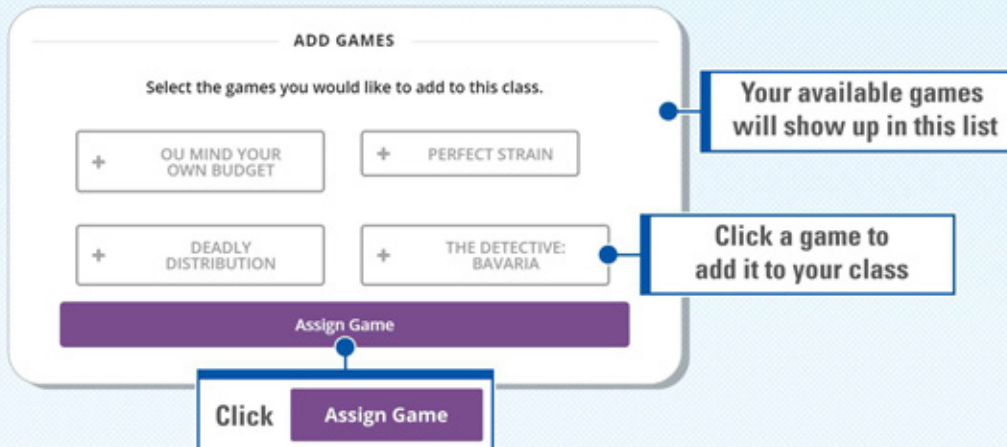 ADD GAMES
Select the games you would like to add to this class.
+ OU MIND YOUR
OWN BUDGET
+ PERFECT STRAIN
+ DEADLY
DISTRIBUTION
+ THE DETECTIVE:
BAVARIA
Assign Game
Your available games
will show up in this list
Click a game to
add it to your class
Click Assign Game